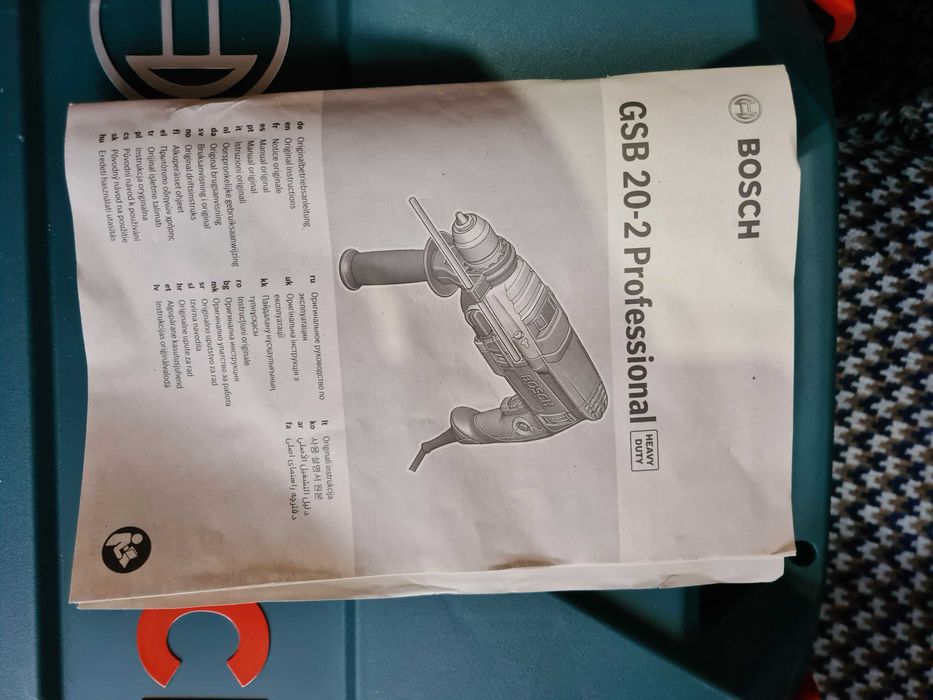 BOSCH
GSB 20-2 Professional
HEAVY
DUTY
BOSCH
de Originalbetriebsanleitung
en Original instructions
fr Notice originale
es Manual original
pt Manual original
it Istruzioni originali
nl Oorspronkelijke gebruiksaanwijzing
da Original brugsanvisning
sv Bruksanvisning i original
no Original driftsinstruks
fi Alkuperäiset ohjeet
el Πρωτότυπο οδηγιών χρήσης
tr Orijinal işletme talimatı
pl Instrukcja oryginalna
cs Původní návod k používání
sk Pôvodný návod na použitie
hu Eredeti használati utasítás
ru Оригинальное руководство по
эксплуатации
uk Оригінальна інструкція з
експлуатації
kk Пайдалану нұсқаулығының
түпнұсқасы
ro Instrucțiuni originale
bg Оригинална инструкция
mk Оригинално упатство за работа
sr Originalno uputstvo za rad
sl Izvirna navodila
hr Originalne upute za rad
et Algupärane kasutusjuhend
lv Instrukcijas oriģinālvalodā
lt Originali instrukcija
ko 사용 설명서 원본
ar دليل التشغيل الأصلي
fa دفترچه راهنمای اصلی
C